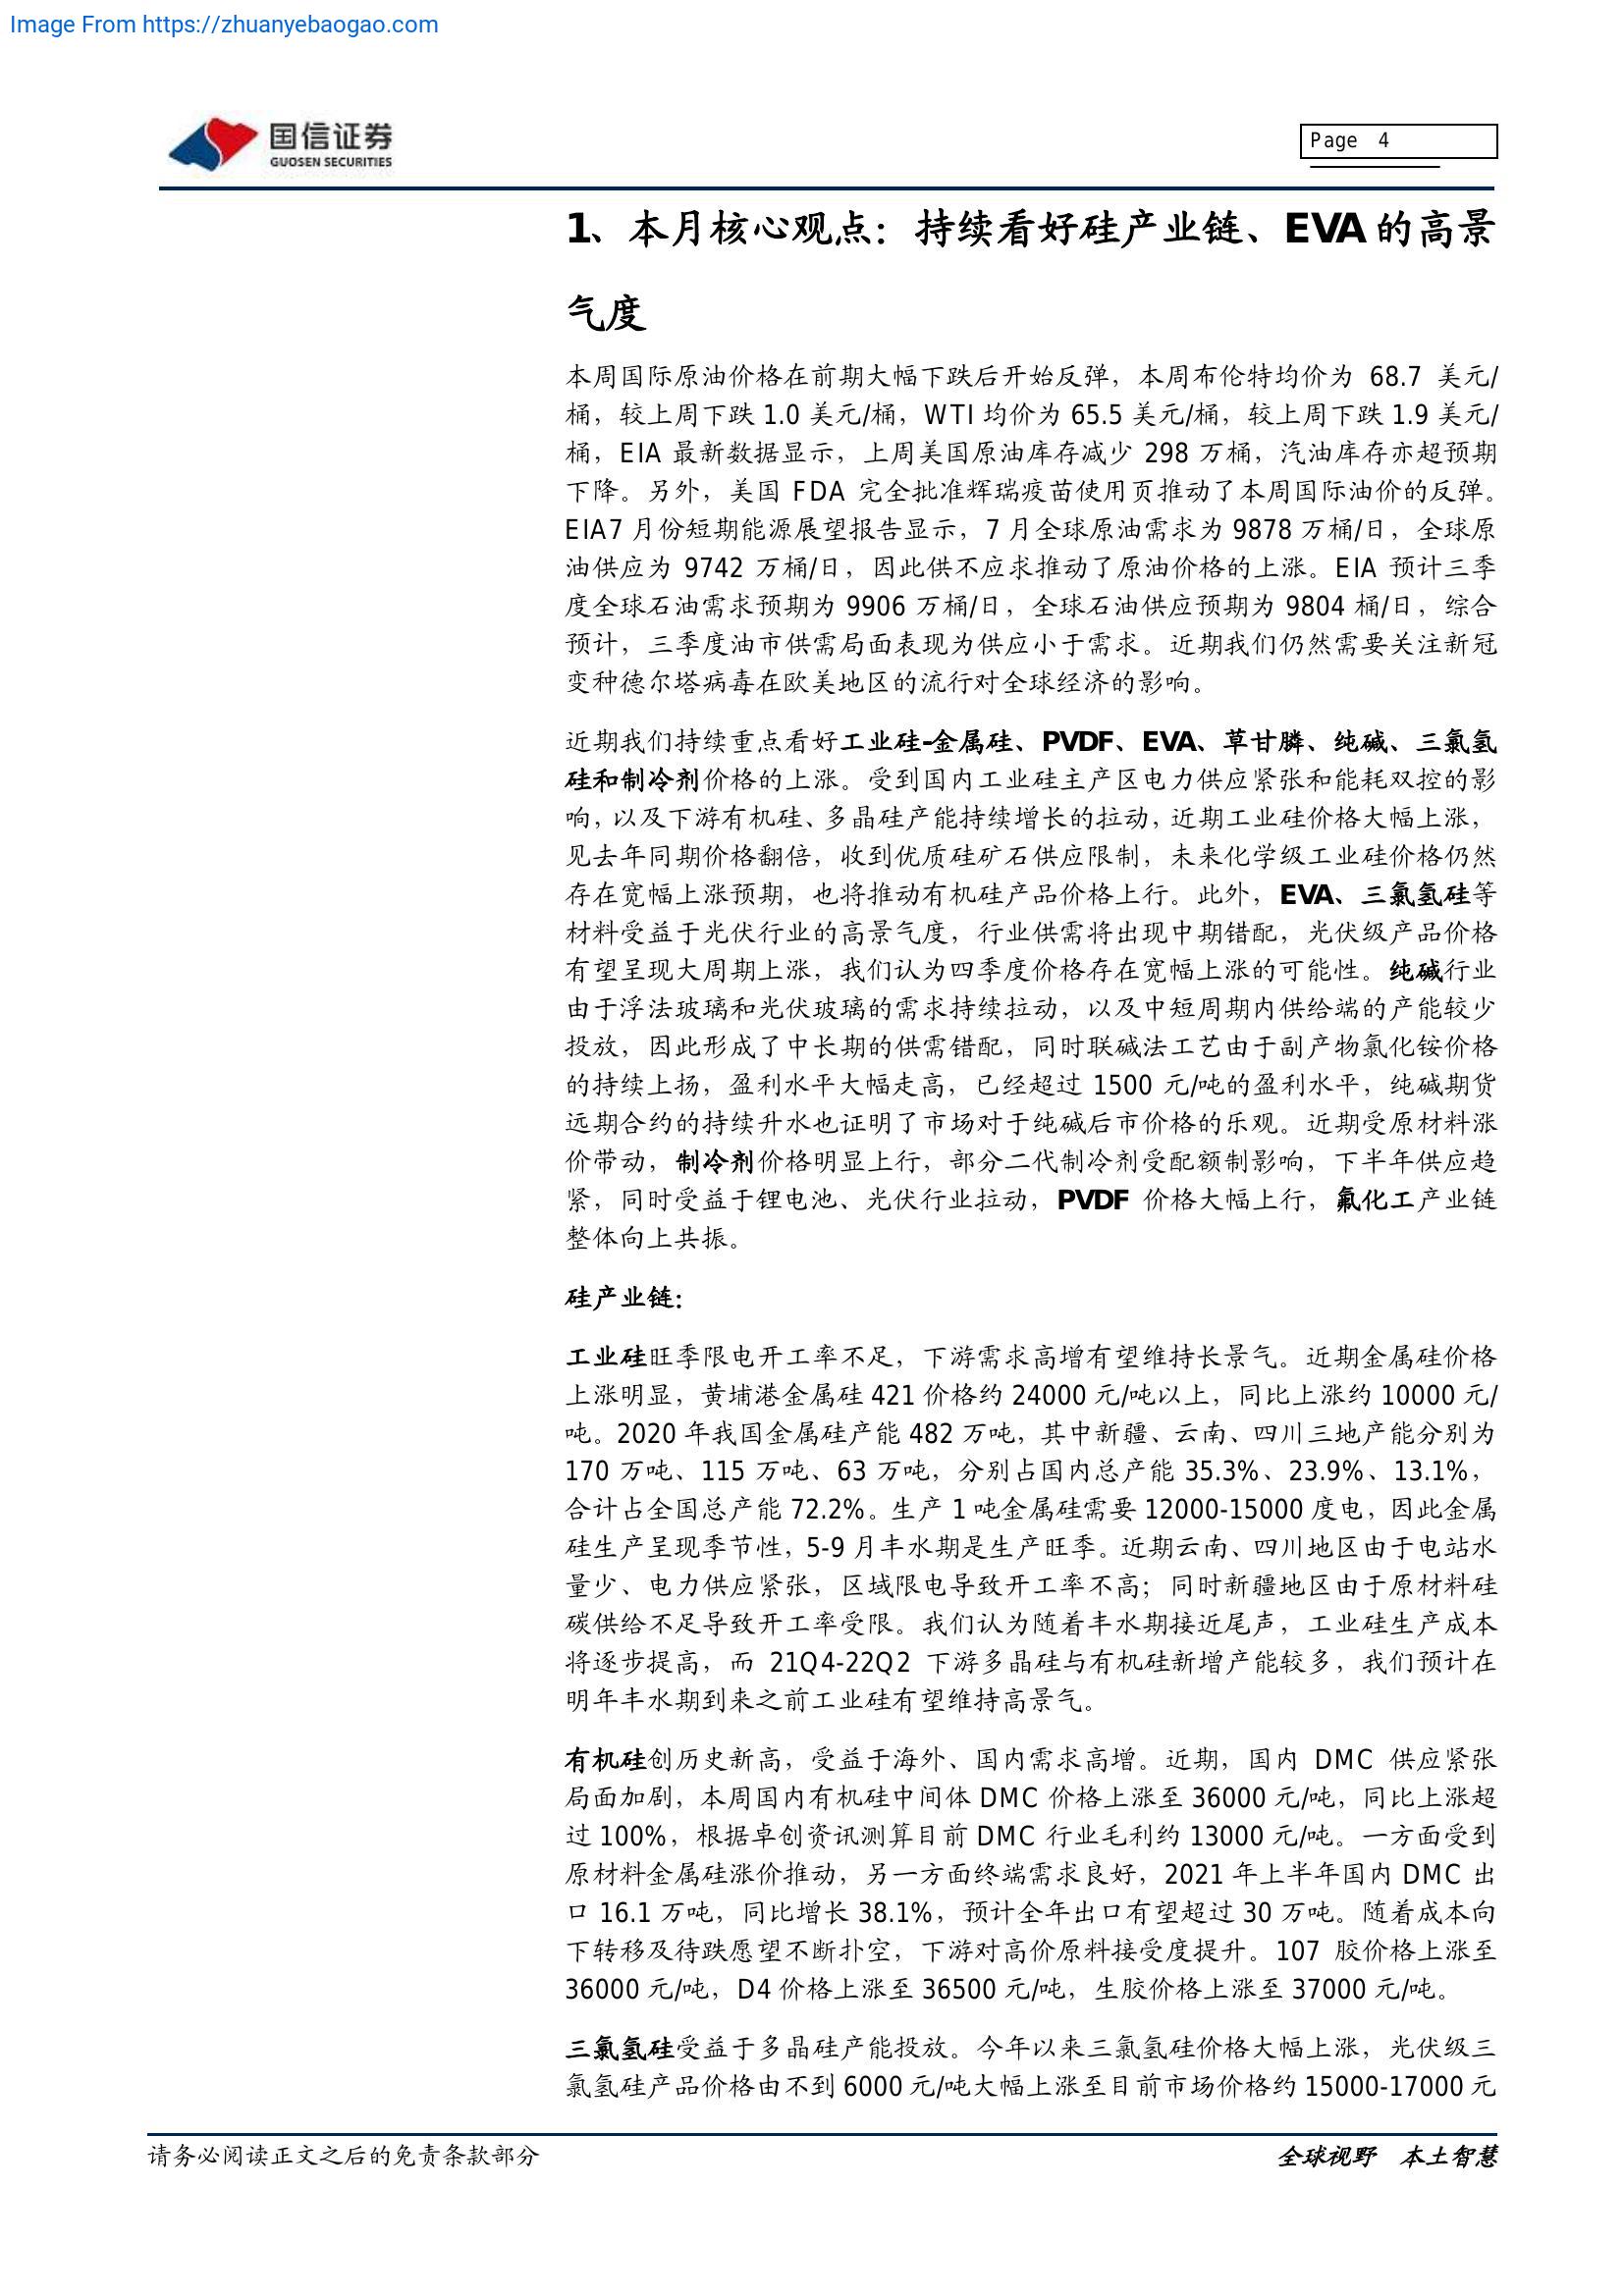 Image From https://zhuanyebaogao.com
国信证券
GUOSEN SECURITIES
Page 4
1、本月核心观点：持续看好硅产业链、EVA 的高景
气度
本周国际原油价格在前期大幅下跌后开始反弹，本周布伦特均价为 68.7 美元/
桶，较上周下跌 1.0 美元/桶，WTI 均价为 65.5 美元/桶，较上周下跌 1.9 美元/
桶，EIA 最新数据显示，上周美国原油库存减少 298 万桶，汽油库存亦超预期
下降。另外，美国 FDA 完全批准辉瑞疫苗使用页推动了本周国际油价的反弹。
EIA7 月份短期能源展望报告显示，7 月全球原油需求为 9878 万桶/日，全球原
油供应为 9742 万桶/日，因此供不应求推动了原油价格的上涨。EIA 预计三季
度全球石油需求预期为 9906 万桶/日，全球石油供应预期为 9804 桶/日，综合
预计，三季度油市供需局面表现为供应小于需求。近期我们仍然需要关注新冠
变种德尔塔病毒在欧美地区的流行对全球经济的影响。
近期我们持续重点看好工业硅-金属硅、PVDF、EVA、草甘膦、纯碱、三氯氢
硅和制冷剂价格的上涨。受到国内工业硅主产区电力供应紧张和能耗双控的影
响，以及下游有机硅、多晶硅产能持续增长的拉动，近期工业硅价格大幅上涨，
见去年同期价格翻倍，收到优质硅矿石供应限制，未来化学级工业硅价格仍然
存在宽幅上涨预期，也将推动有机硅产品价格上行。此外，EVA、三氯氢硅等
材料受益于光伏行业的高景气度，行业供需将出现中期错配，光伏级产品价格
有望呈现大周期上涨，我们认为四季度价格存在宽幅上涨的可能性。纯碱行业
由于浮法玻璃和光伏玻璃的需求持续拉动，以及中短周期内供给端的产能较少
投放，因此形成了中长期的供需错配，同时联碱法工艺由于副产物氯化铵价格
的持续上扬，盈利水平大幅走高，已经超过 1500 元/吨的盈利水平，纯碱期货
远期合约的持续升水也证明了市场对于纯碱后市价格的乐观。近期受原材料涨
价带动，制冷剂价格明显上行，部分二代制冷剂受配额制影响，下半年供应趋
紧，同时受益于锂电池、光伏行业拉动，PVDF 价格大幅上行，氟化工产业链
整体向上共振。
硅产业链：
工业硅旺季限电开工率不足，下游需求高增有望维持长景气。近期金属硅价格
上涨明显，黄埔港金属硅 421 价格约 24000 元/吨以上，同比上涨约 10000 元/
吨。2020 年我国金属硅产能 482 万吨，其中新疆、云南、四川三地产能分别为
170 万吨、115 万吨、63 万吨，分别占国内总产能 35.3%、23.9%、13.1%，
合计占全国总产能 72.2%。生产 1 吨金属硅需要 12000-15000 度电，因此金属
硅生产呈现季节性，5-9 月丰水期是生产旺季。近期云南、四川地区由于电站水
量少、电力供应紧张，区域限电导致开工率不高；同时新疆地区由于原材料硅
碳供给不足导致开工率受限。我们认为随着丰水期接近尾声，工业硅生产成本
将逐步提高，而 21Q4-22Q2 下游多晶硅与有机硅新增产能较多，我们预计在
明年丰水期到来之前工业硅有望维持高景气。
有机硅创历史新高，受益于海外、国内需求高增。近期，国内 DMC 供应紧张
局面加剧，本周国内有机硅中间体 DMC 价格上涨至 36000 元/吨，同比上涨超
过 100%，根据卓创资讯测算目前 DMC 行业毛利约 13000 元/吨。一方面受到
原材料金属硅涨价推动，另一方面终端需求良好，2021 年上半年国内 DMC 出
口 16.1 万吨，同比增长 38.1%，预计全年出口有望超过 30 万吨。随着成本向
下转移及待跌愿望不断扑空，下游对高价原料接受度提升。107 胶价格上涨至
36000 元/吨，D4 价格上涨至 36500 元/吨，生胶价格上涨至 37000 元/吨。
三氯氢硅受益于多晶硅产能投放。今年以来三氯氢硅价格大幅上涨，光伏级三
氯氢硅产品价格由不到 6000 元/吨大幅上涨至目前市场价格约 15000-17000 元
请务必阅读正文之后的免责条款部分
全球视野 本土智慧